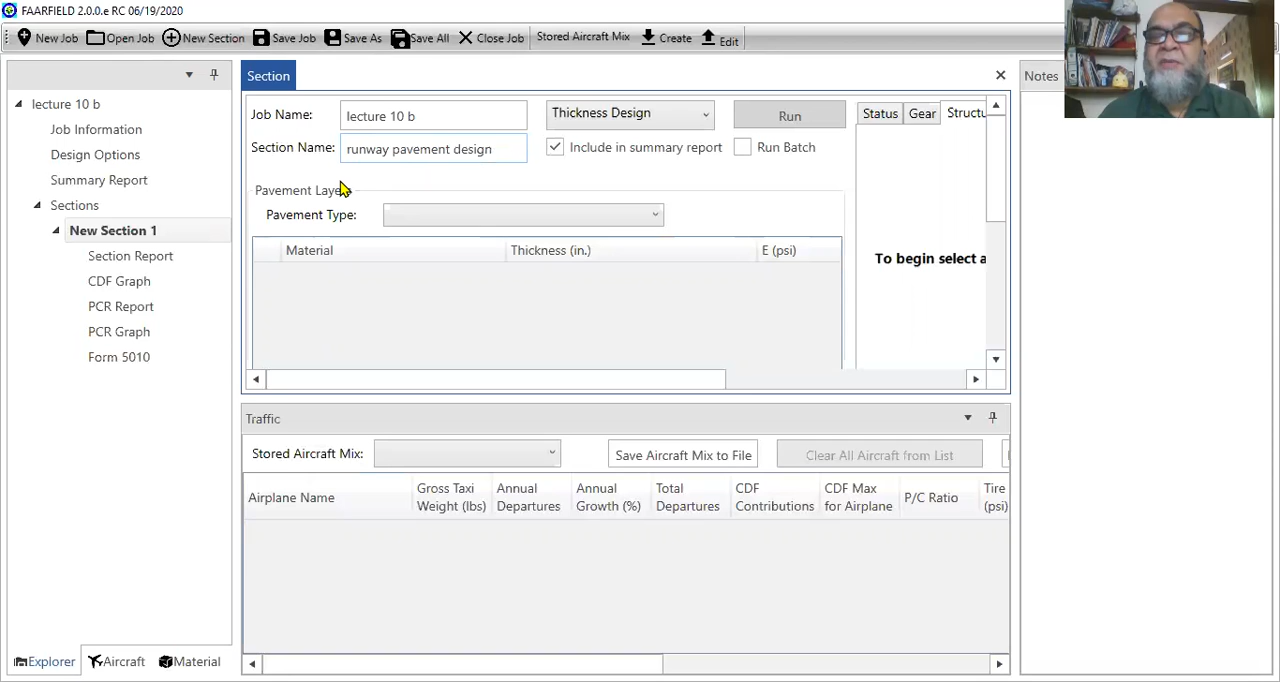 FAARFIELD 2.0.0.e RC 06/19/2020
New Job Open Job New Section Save Job Save As Save All Close Job Stored Aircraft Mix Create Edit
lecture 10 b
Job Information
Design Options
Summary Report
Sections
New Section 1
Section Report
CDF Graph
PCR Report
PCR Graph
Form 5010
Explorer Aircraft Material
Section
Job Name: lecture 10 b Thickness Design Run
Section Name: runway pavement design Include in summary report Run Batch
Pavement Layers
Pavement Type:
Material Thickness (in.) E (psi)
Status Gear Structu
To begin select a
Traffic
Stored Aircraft Mix: Save Aircraft Mix to File Clear All Aircraft from List
Airplane Name Gross Taxi Weight (lbs) Annual Departures Annual Growth (%) Total Departures CDF Contributions CDF Max for Airplane P/C Ratio Tire (psi)
Notes